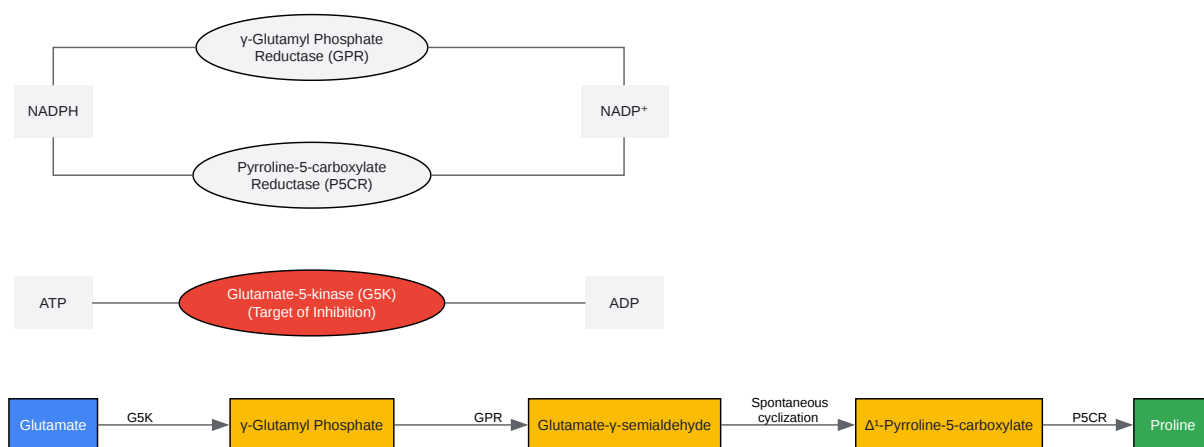 γ-Glutamyl Phosphate
Reductase (GPR)
NADPH
NADP⁺
Pyrroline-5-carboxylate
Reductase (P5CR)
ATP
Glutamate-5-kinase (G5K)
(Target of Inhibition)
ADP
Glutamate
G5K
γ-Glutamyl Phosphate
GPR
Glutamate-γ-semialdehyde
Spontaneous
cyclization
Δ¹-Pyrroline-5-carboxylate
P5CR
Proline